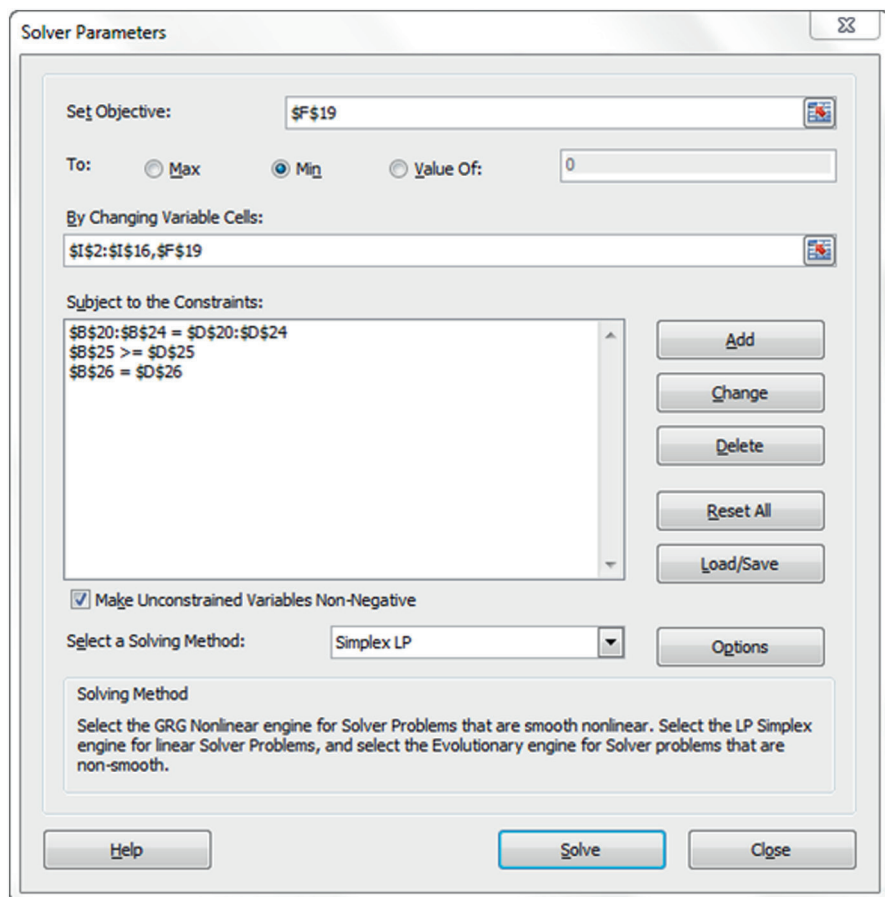 Solver Parameters
Set Objective:
$F$19
To:
Max
Min
Value Of:
0
By Changing Variable Cells:
$I$2:$I$16,$F$19
Subject to the Constraints:
$B$20:$B$24 = $D$20:$D$24
$B$25 >= $D$25
$B$26 = $D$26
Add
Change
Delete
Reset All
Load/Save
Make Unconstrained Variables Non-Negative
Select a Solving Method:
Simplex LP
Options
Solving Method
Select the GRG Nonlinear engine for Solver Problems that are smooth nonlinear. Select the LP Simplex
engine for linear Solver Problems, and select the Evolutionary engine for Solver problems that are
non-smooth.
Help
Solve
Close